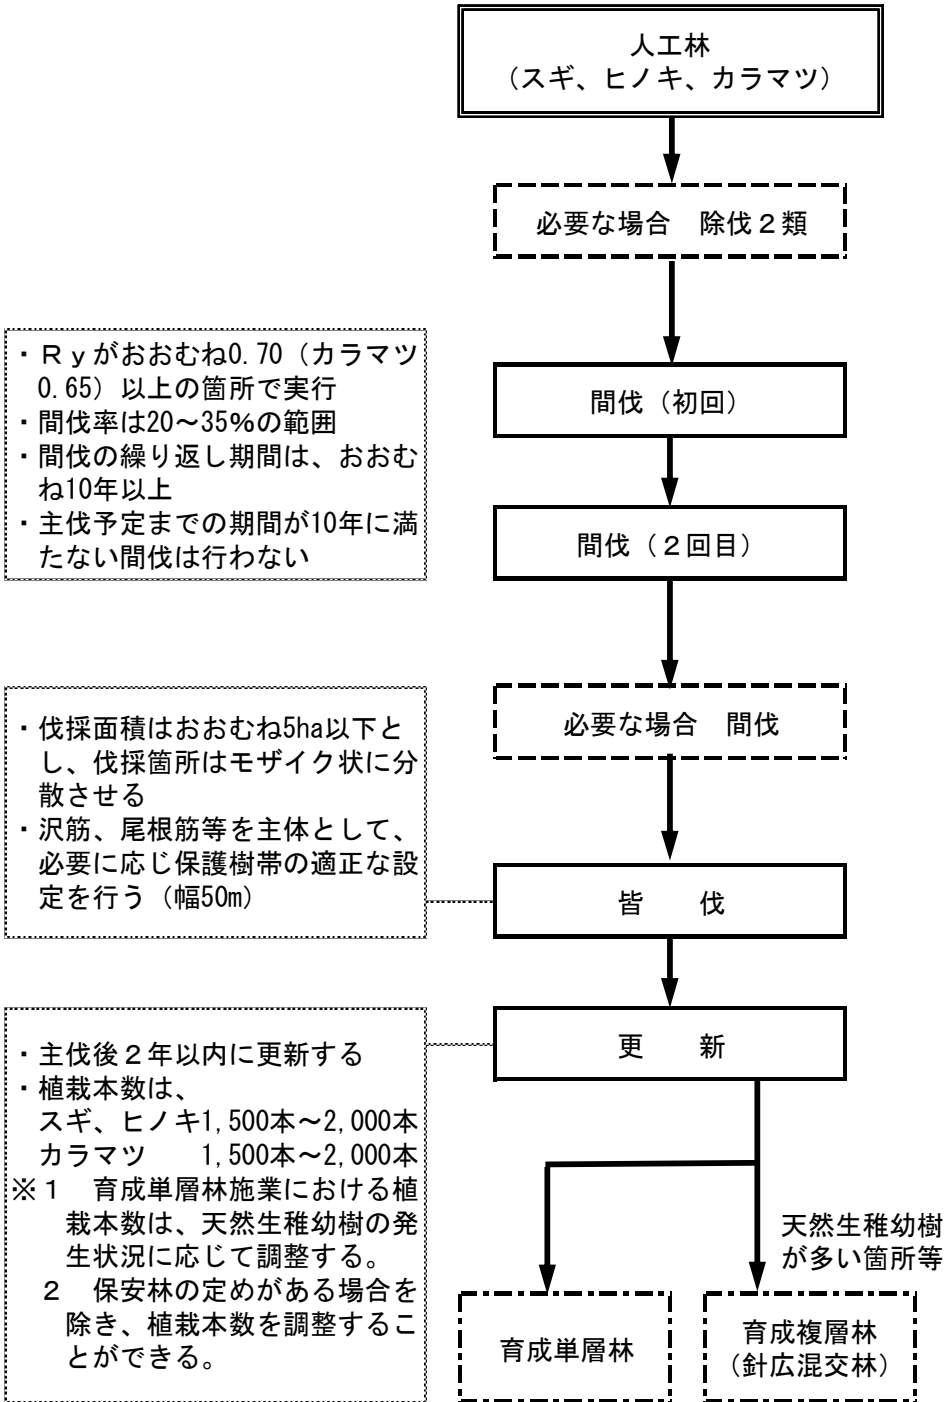 人工林
（スギ、ヒノキ、カラマツ）
必要な場合　除伐２類
・Ｒｙがおおむね0.70（カラマツ
0.65）以上の箇所で実行
・間伐率は20～35％の範囲
・間伐の繰り返し期間は、おおむ
ね10年以上
・主伐予定までの期間が10年に満
たない間伐は行わない
間伐（初回）
間伐（２回目）
必要な場合　間伐
・伐採面積はおおむね5ha以下と
し、伐採箇所はモザイク状に分
散させる
・沢筋、尾根筋等を主体として、
必要に応じ保護樹帯の適正な設
定を行う（幅50m）
皆　　伐
更　　新
・主伐後２年以内に更新する
・植栽本数は、
スギ、ヒノキ1,500本～2,000本
カラマツ　　1,500本～2,000本
※１　育成単層林施業における植
栽本数は、天然生稚幼樹の発
生状況に応じて調整する。
２　保安林の定めがある場合を
除き、植栽本数を調整するこ
とができる。
天然生稚幼樹
が多い箇所等
育成単層林
育成複層林
（針広混交林）